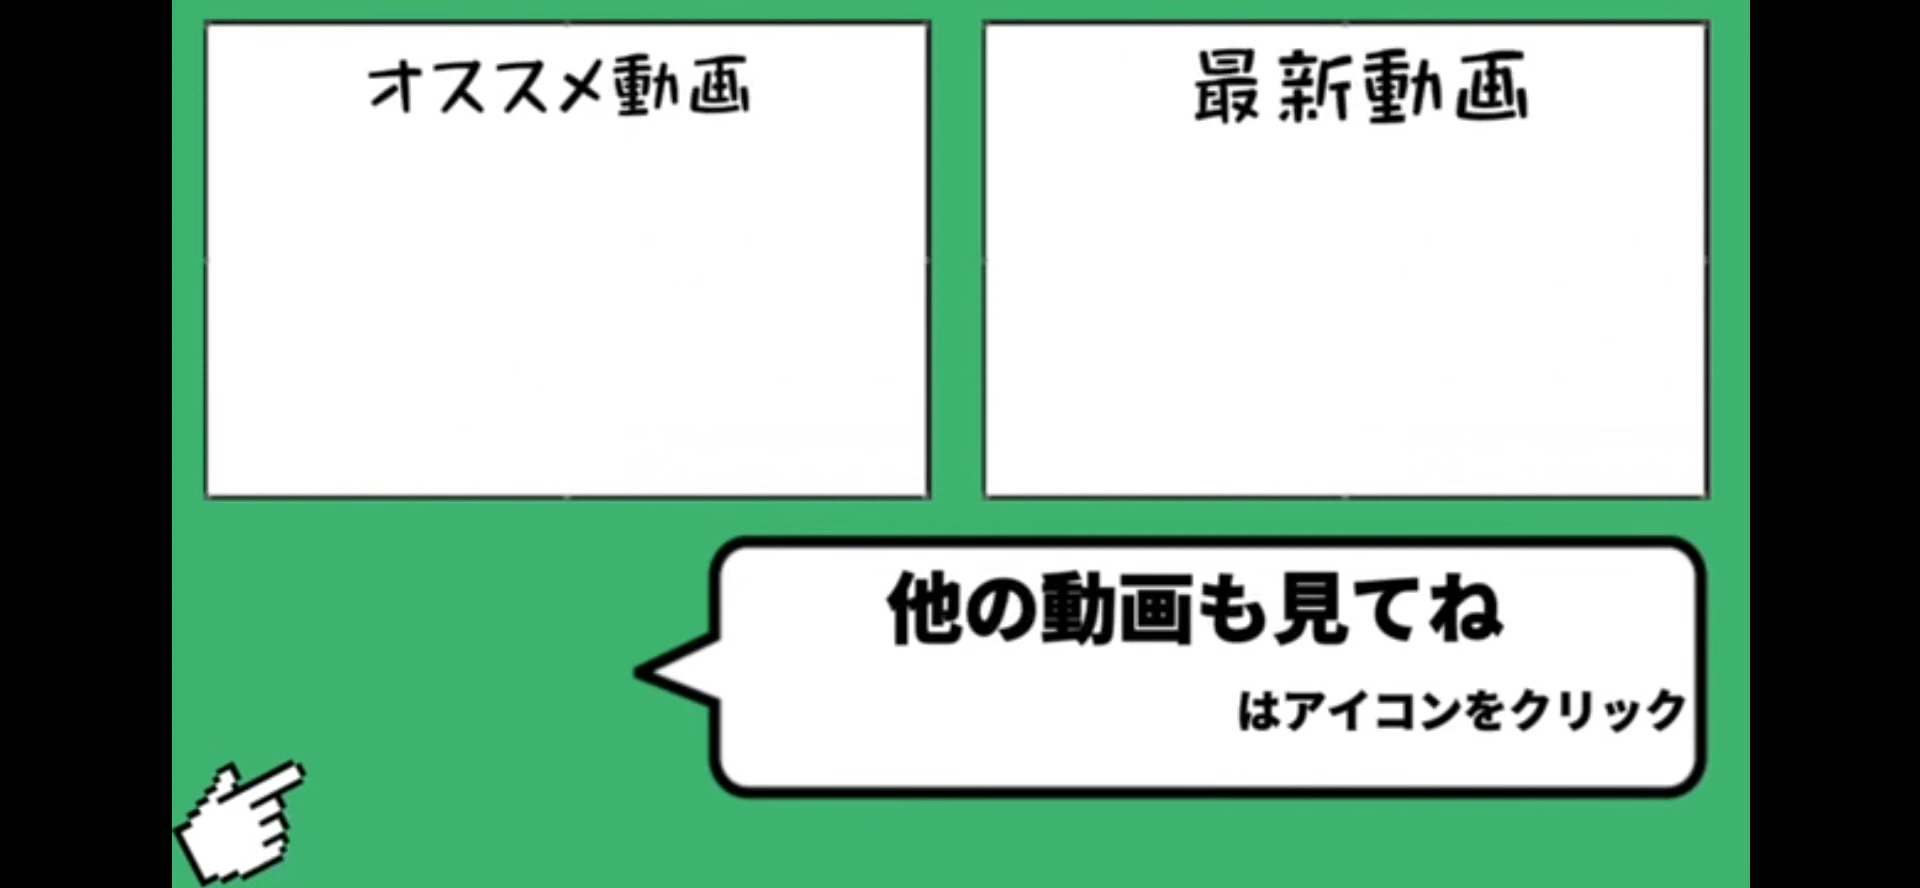 オススメ動画
最新動画
他の動画も見てね
はアイコンをクリック